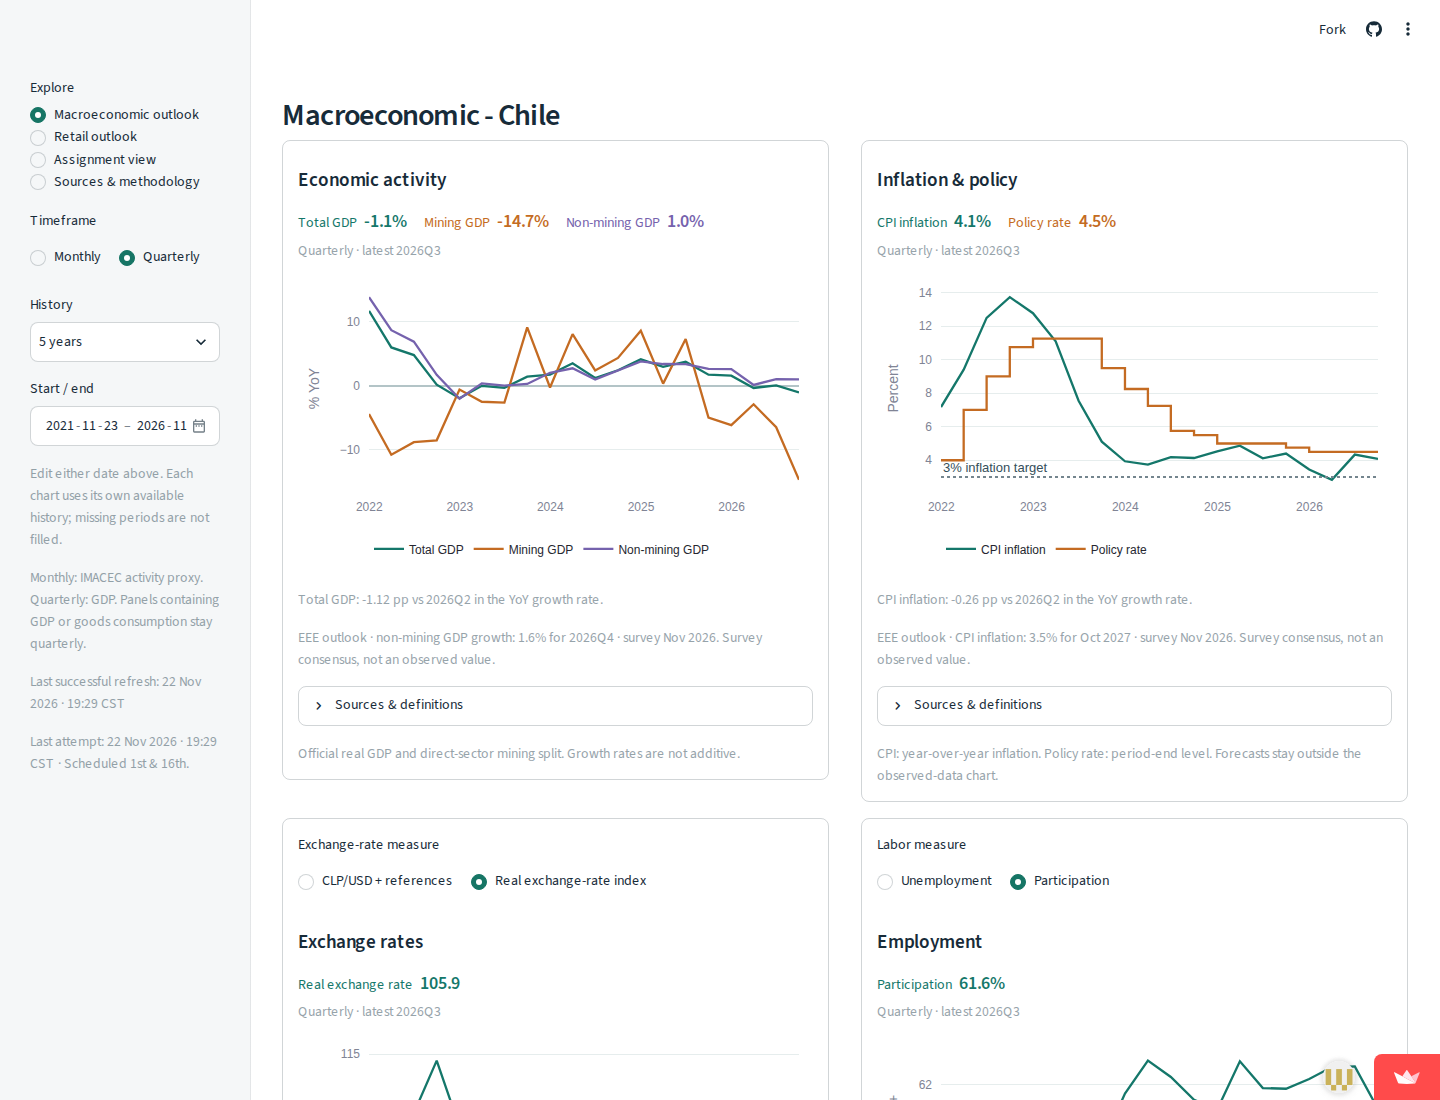 Fork
Explore
Macroeconomic outlook
Retail outlook
Assignment view
Sources & methodology
Timeframe
Monthly
Quarterly
History
5 years
Start / end
2021-11-23 – 2026-11
Edit either date above. Each
chart uses its own available
history; missing periods are not
filled.
Monthly: IMACEC activity proxy.
Quarterly: GDP. Panels containing
GDP or goods consumption stay
quarterly.
Last successful refresh: 22 Nov
2026 · 19:29 CST
Last attempt: 22 Nov 2026 · 19:29
CST · Scheduled 1st & 16th.
Macroeconomic - Chile
Economic activity
Total GDP -1.1% Mining GDP -14.7% Non-mining GDP 1.0%
Quarterly · latest 2026Q3
10
0
−10
% YoY
2022 2023 2024 2025 2026
Total GDP Mining GDP Non-mining GDP
Total GDP: -1.12 pp vs 2026Q2 in the YoY growth rate.
EEE outlook · non-mining GDP growth: 1.6% for 2026Q4 · survey Nov 2026. Survey
consensus, not an observed value.
Sources & definitions
Official real GDP and direct-sector mining split. Growth rates are not additive.
Inflation & policy
CPI inflation 4.1% Policy rate 4.5%
Quarterly · latest 2026Q3
14
12
10
8
6
4
Percent
3% inflation target
2022 2023 2024 2025 2026
CPI inflation Policy rate
CPI inflation: -0.26 pp vs 2026Q2 in the YoY growth rate.
EEE outlook · CPI inflation: 3.5% for Oct 2027 · survey Nov 2026. Survey consensus, not an
observed value.
Sources & definitions
CPI: year-over-year inflation. Policy rate: period-end level. Forecasts stay outside the
observed-data chart.
Exchange-rate measure
CLP/USD + references
Real exchange-rate index
Exchange rates
Real exchange rate 105.9
Quarterly · latest 2026Q3
115
Labor measure
Unemployment
Participation
Employment
Participation 61.6%
Quarterly · latest 2026Q3
62